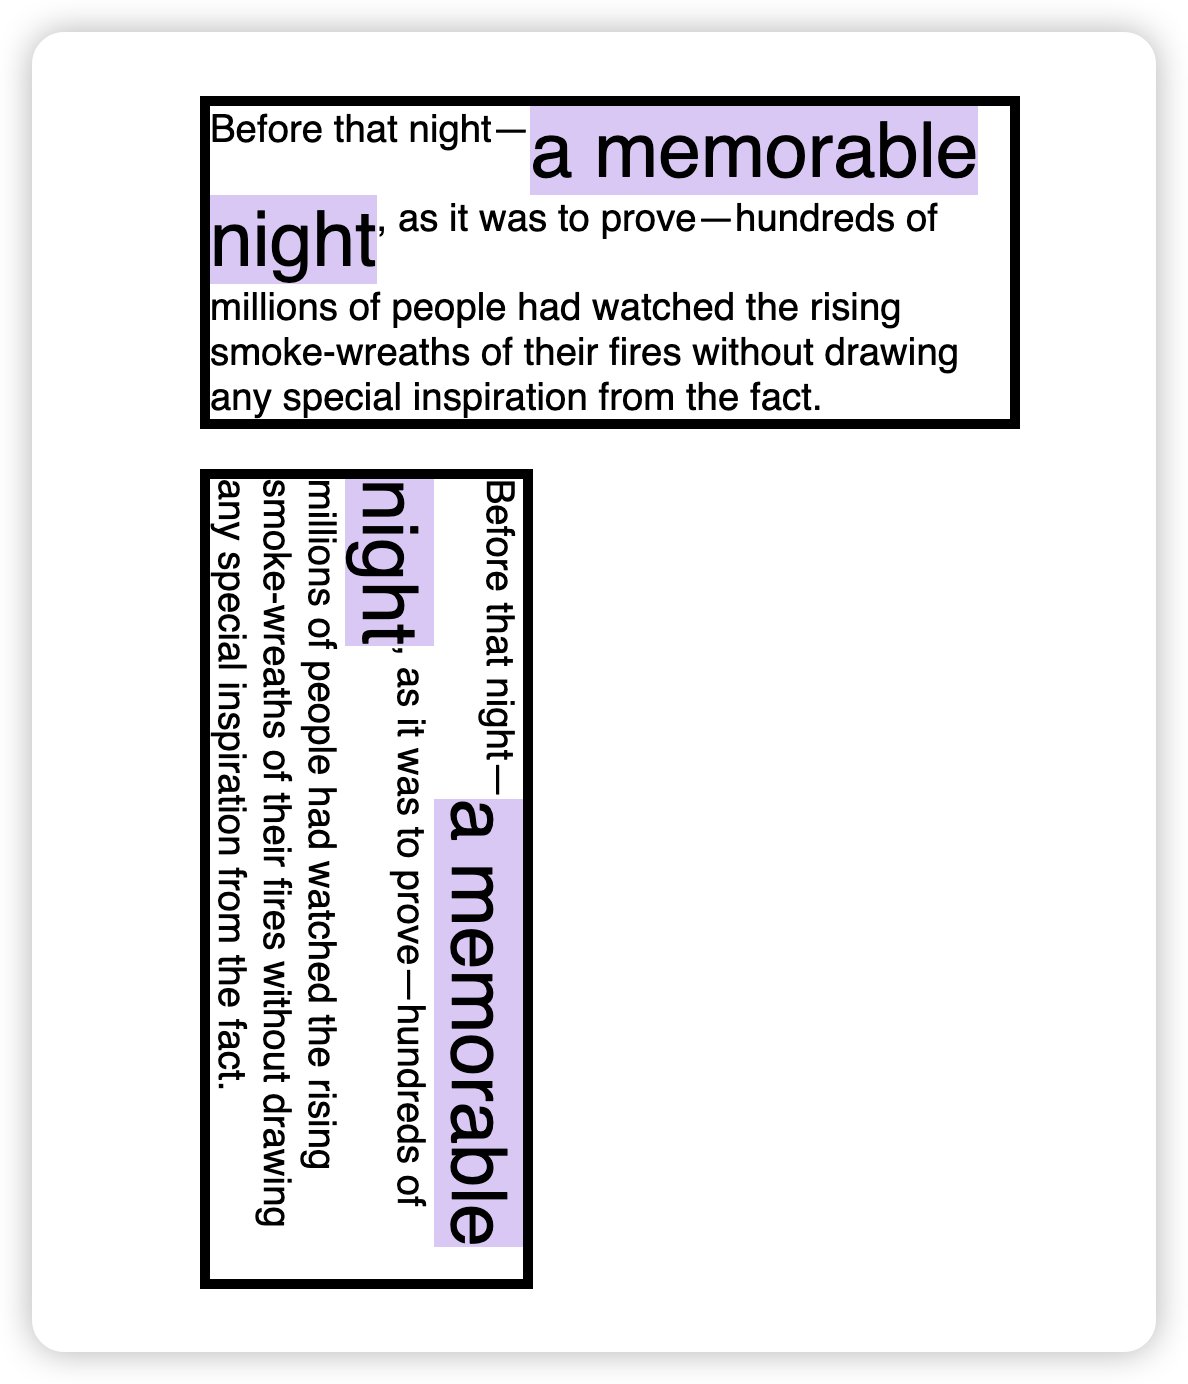 Before that night—a memorable
night, as it was to prove—hundreds of
millions of people had watched the rising
smoke-wreaths of their fires without drawing
any special inspiration from the fact.
Before that night—a memorable
night, as it was to prove—hundreds of
millions of people had watched the rising
smoke-wreaths of their fires without drawing
any special inspiration from the fact.